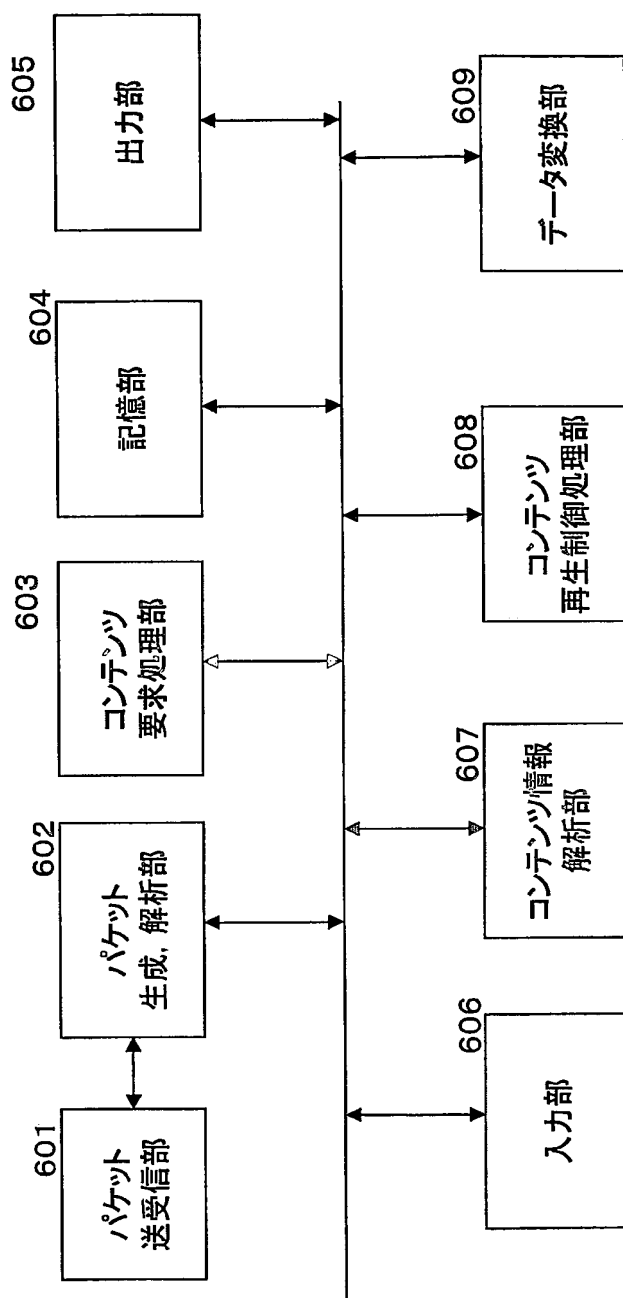 601
パケット
送受信部
602
パケット
生成,解析部
603
コンテンツ
要求処理部
604
記憶部
605
出力部
606
入力部
607
コンテンツ情報
解析部
608
コンテンツ
再生制御処理部
609
データ変換部